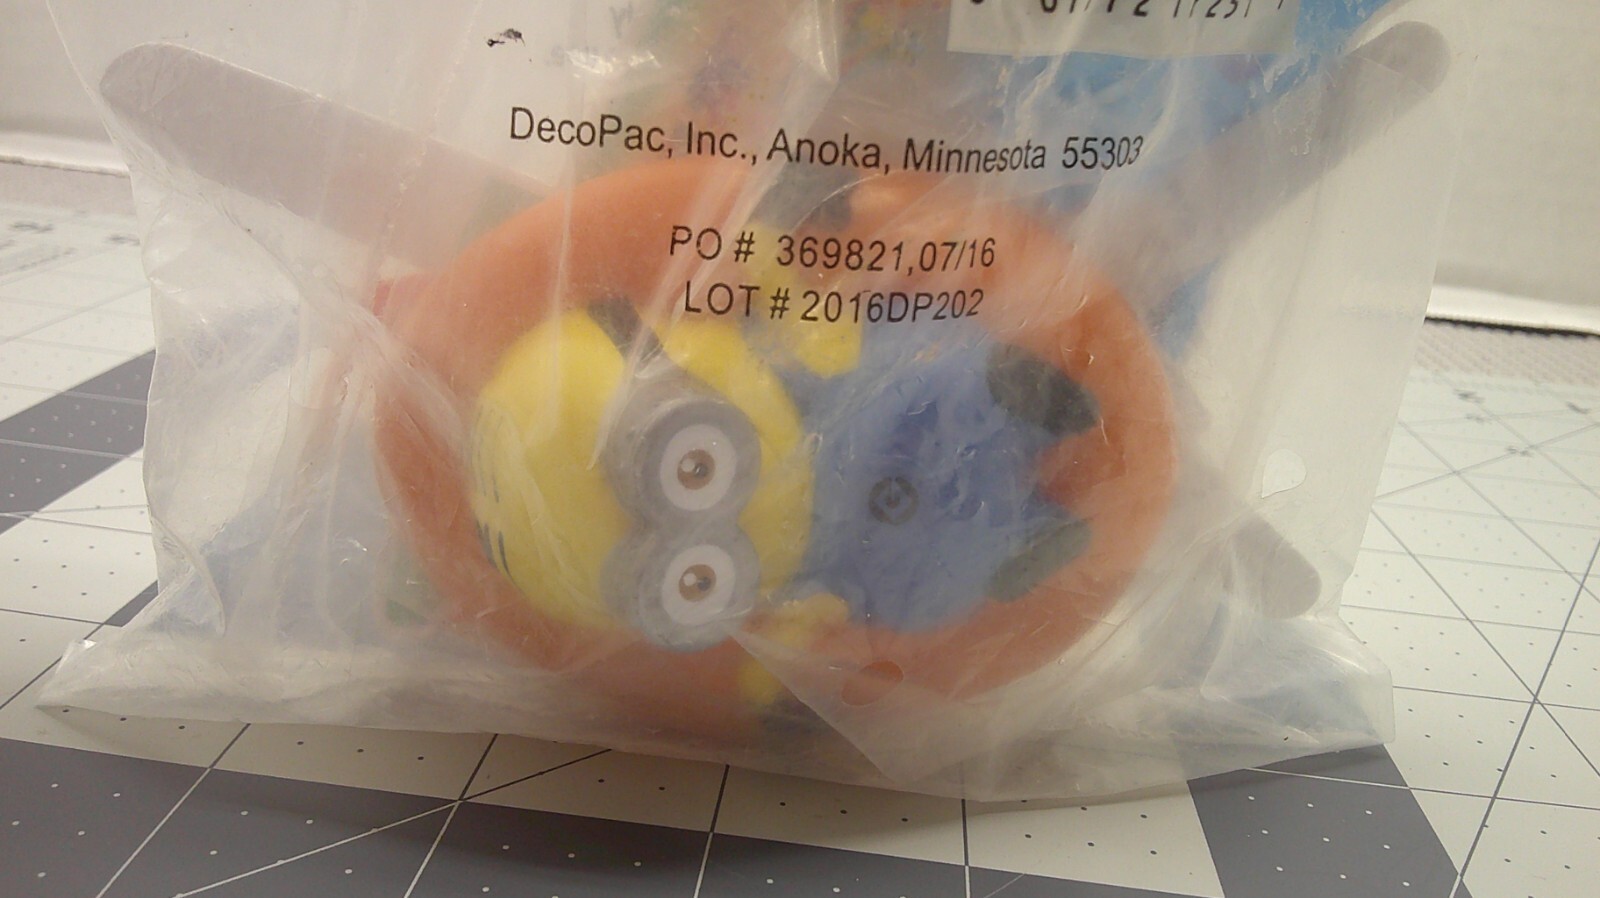 DecoPac, Inc., Anoka, Minnesota 55303
PO # 369821,07/16
LOT # 2016DP202